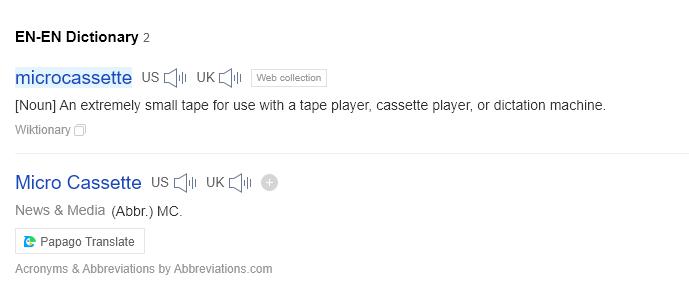 EN-EN Dictionary 2
microcassette US UK Web collection
[Noun] An extremely small tape for use with a tape player, cassette player, or dictation machine.
Wiktionary
Micro Cassette US UK
News & Media (Abbr.) MC.
Papago Translate
Acronyms & Abbreviations by Abbreviations.com